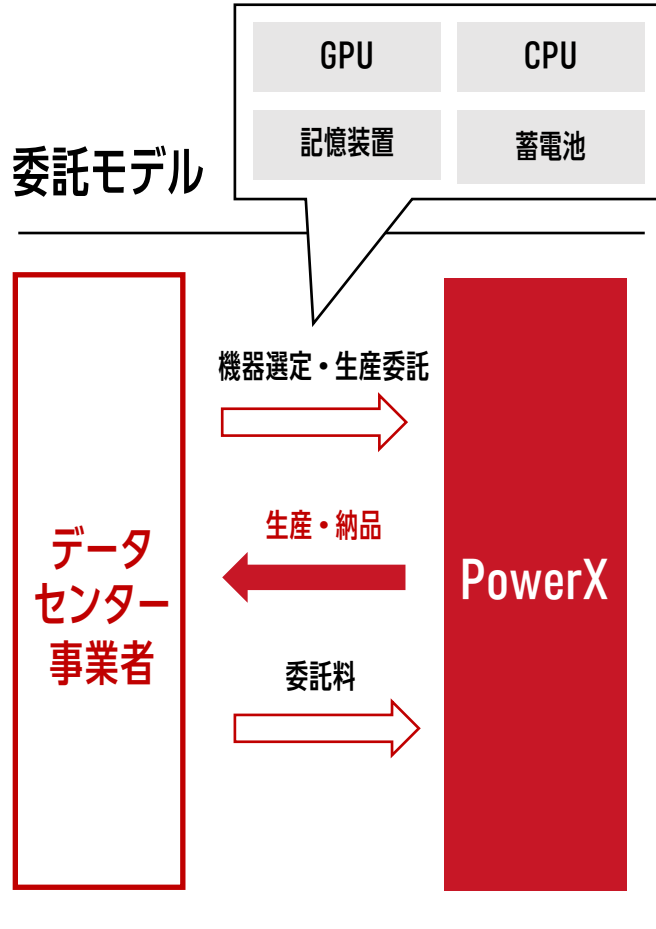 GPU
CPU
記憶装置
蓄電池
委託モデル
機器選定・生産委託
生産・納品
委託料
データ
センター
事業者
PowerX